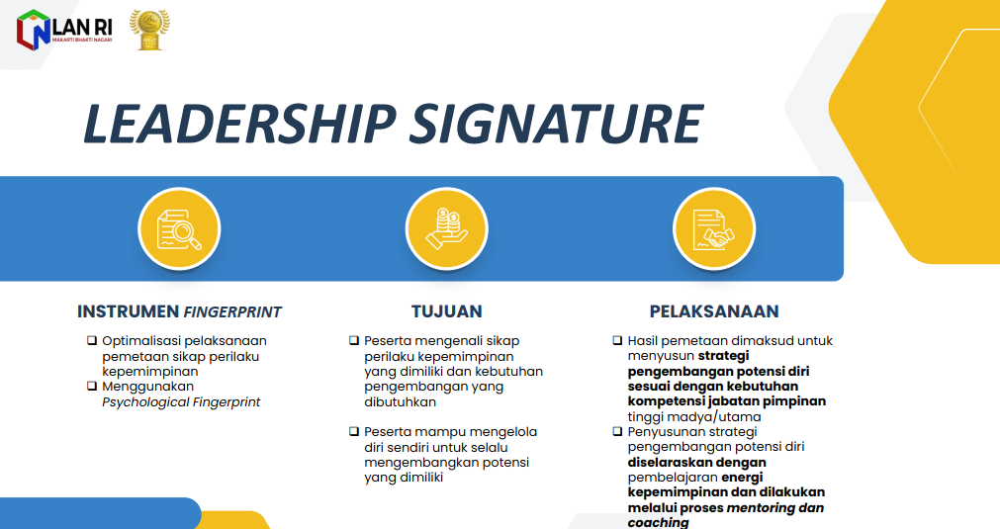 LAN RI
MAKARTI BHAKTI NAGARI
LEADERSHIP SIGNATURE
INSTRUMEN FINGERPRINT
Optimalisasi pelaksanaan
pemetaan sikap perilaku
kepemimpinan
Menggunakan
Psychological Fingerprint
TUJUAN
Peserta mengenali sikap
perilaku kepemimpinan
yang dimiliki dan kebutuhan
pengembangan yang
dibutuhkan
Peserta mampu mengelola
diri sendiri untuk selalu
mengembangkan potensi
yang dimiliki
PELAKSANAAN
Hasil pemetaan dimaksud untuk
menyusun strategi
pengembangan potensi diri
sesuai dengan kebutuhan
kompetensi jabatan pimpinan
tinggi madya/utama
Penyusunan strategi
pengembangan potensi diri
diselaraskan dengan
pembelajaran energi
kepemimpinan dan dilakukan
melalui proses mentoring dan
coaching